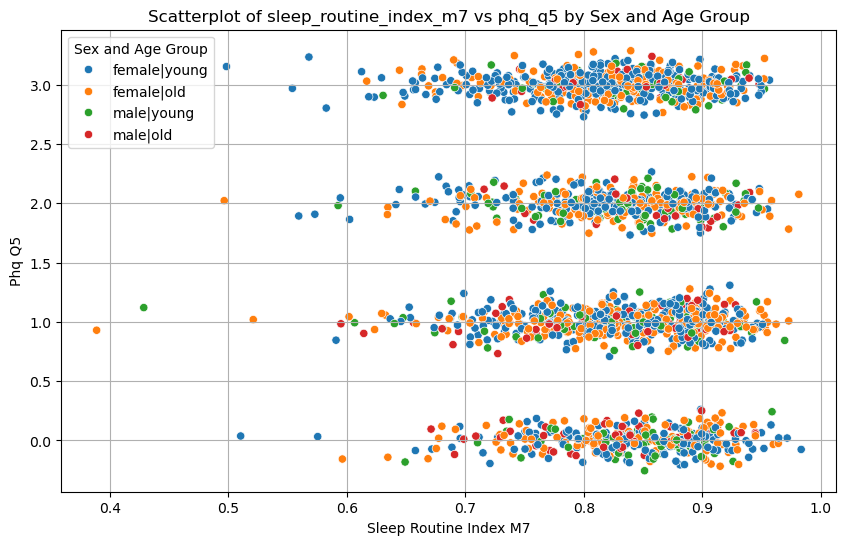 Scatterplot of sleep_routine_index_m7 vs phq_q5 by Sex and Age Group
Sex and Age Group
female|young
female|old
male|young
male|old
3.0
2.5
2.0
1.5
1.0
0.5
0.0
Phq Q5
0.4 0.5 0.6 0.7 0.8 0.9 1.0
Sleep Routine Index M7